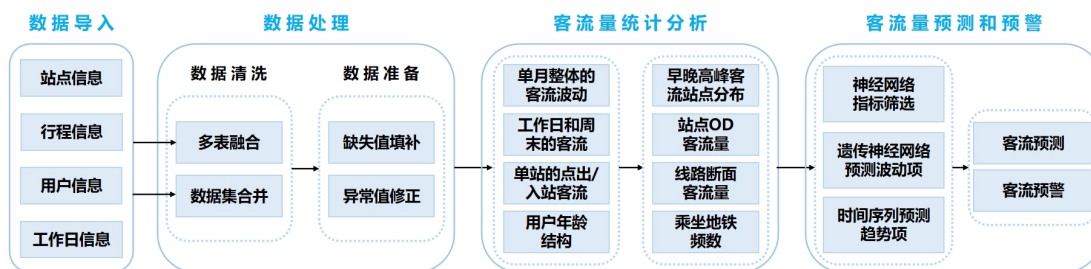 数据导入
站点信息
行程信息
用户信息
工作日信息
数据处理
数据清洗
多表融合
数据集合并
数据准备
缺失值填补
异常值修正
客流量统计分析
单月整体的
客流波动
工作日和周
末的客流
单站的点出/
入站客流
用户年龄
结构
早晚高峰客
流站点分布
站点OD
客流量
线路断面
客流量
乘坐地铁
频数
客流量预测和预警
神经网络
指标筛选
遗传神经网络
预测波动项
时间序列预测
趋势项
客流预测
客流预警